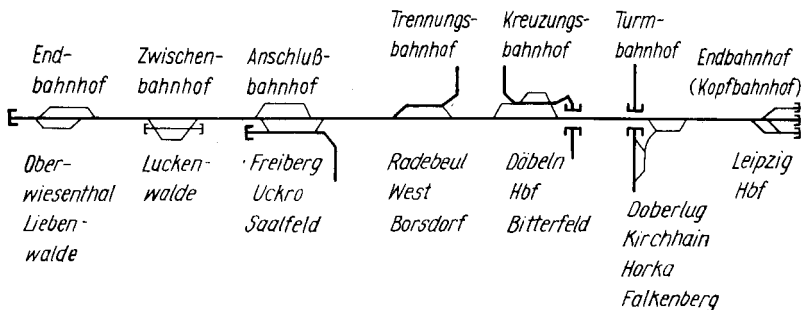 End-
bahnhof
Zwischen-
bahnhof
Anschluß-
bahnhof
Trennungs-
bahnhof
Kreuzungs-
bahnhof
Turm-
bahnhof
Endbahnhof
(Kopfbahnhof)
Ober-
wiesenthal
Lieben-
walde
Lucken-
walde
Freiberg
Uckro
Saalfeld
Radebeul
West
Borsdorf
Döbeln
Hbf
Bitterfeld
Doberlug
Kirchhain
Horka
Falkenberg
Leipzig
Hbf